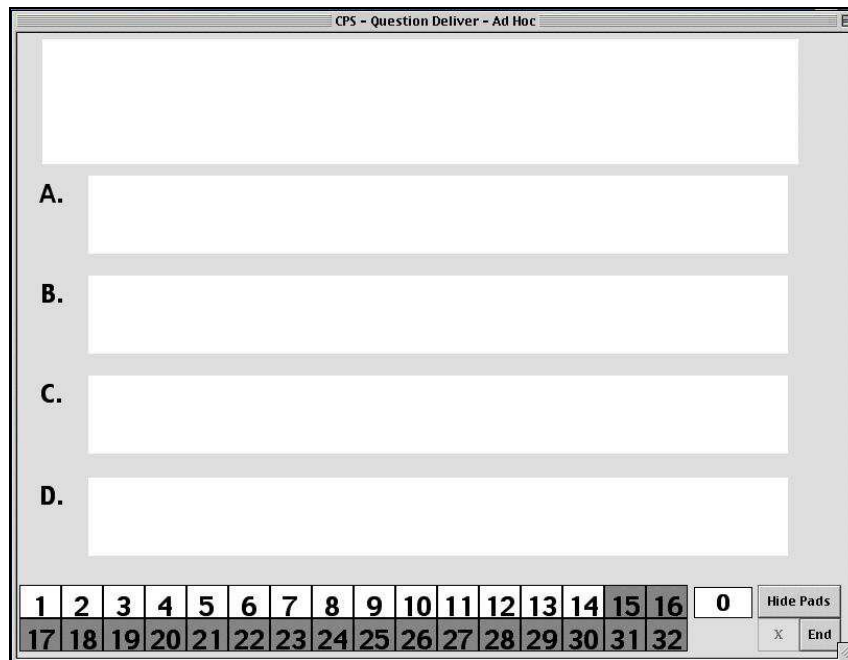 CPS - Question Deliver - Ad Hoc
A.
B.
C.
D.
1 2 3 4 5 6 7 8 9 10 11 12 13 14 15 16 0 Hide Pads
17 18 19 20 21 22 23 24 25 26 27 28 29 30 31 32 X End